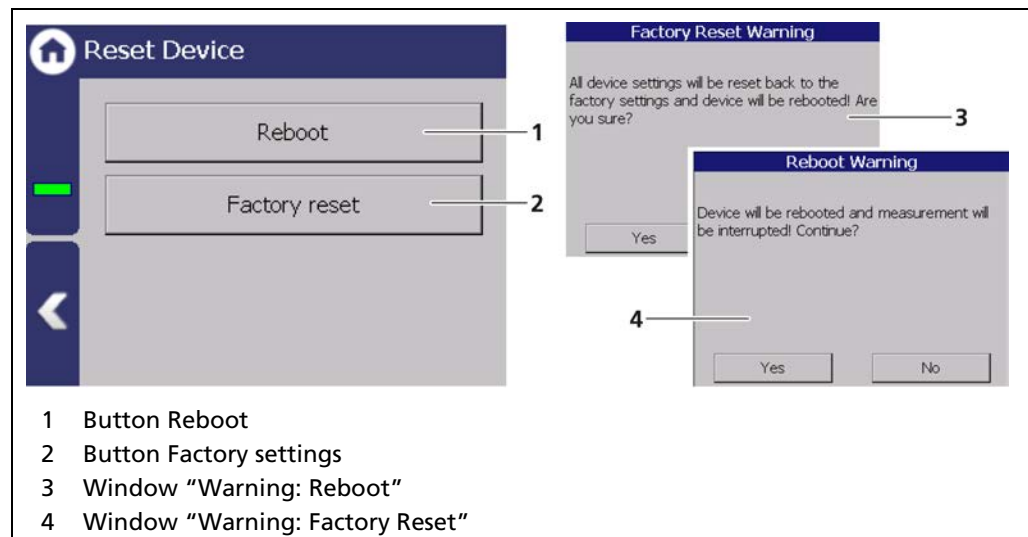 Reset Device
Reboot
1
Factory reset
2
Factory Reset Warning
All device settings will be reset back to the
factory settings and device will be rebooted! Are
you sure?
3
Yes
Reboot Warning
Device will be rebooted and measurement will
be interrupted! Continue?
4
Yes No
1 Button Reboot
2 Button Factory settings
3 Window “Warning: Reboot”
4 Window “Warning: Factory Reset”